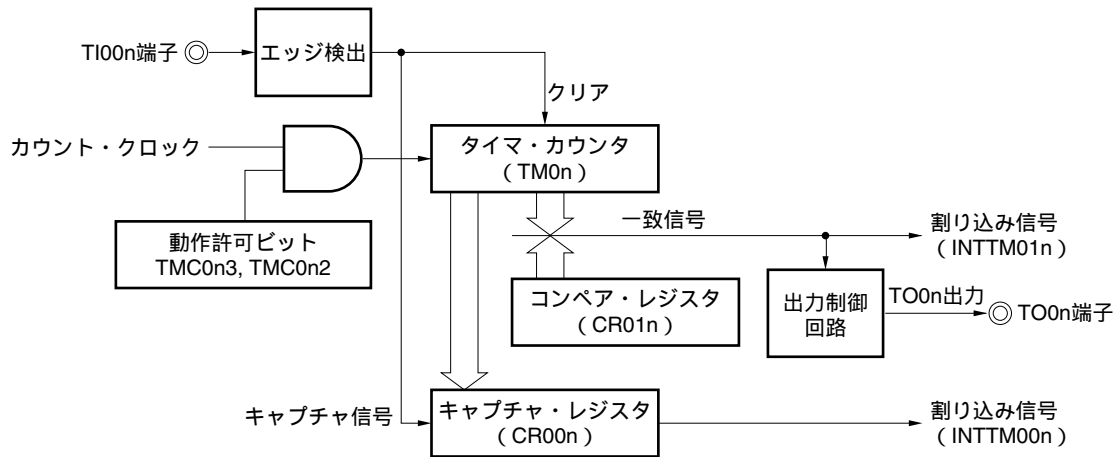 TI00n端子
エッジ検出
クリア
カウント・クロック
タイマ・カウンタ
（TM0n）
動作許可ビット
TMC0n3, TMC0n2
一致信号
割り込み信号
（INTTM01n）
コンペア・レジスタ
（CR01n）
出力制御
回路
TO0n出力
TO0n端子
キャプチャ信号
キャプチャ・レジスタ
（CR00n）
割り込み信号
（INTTM00n）